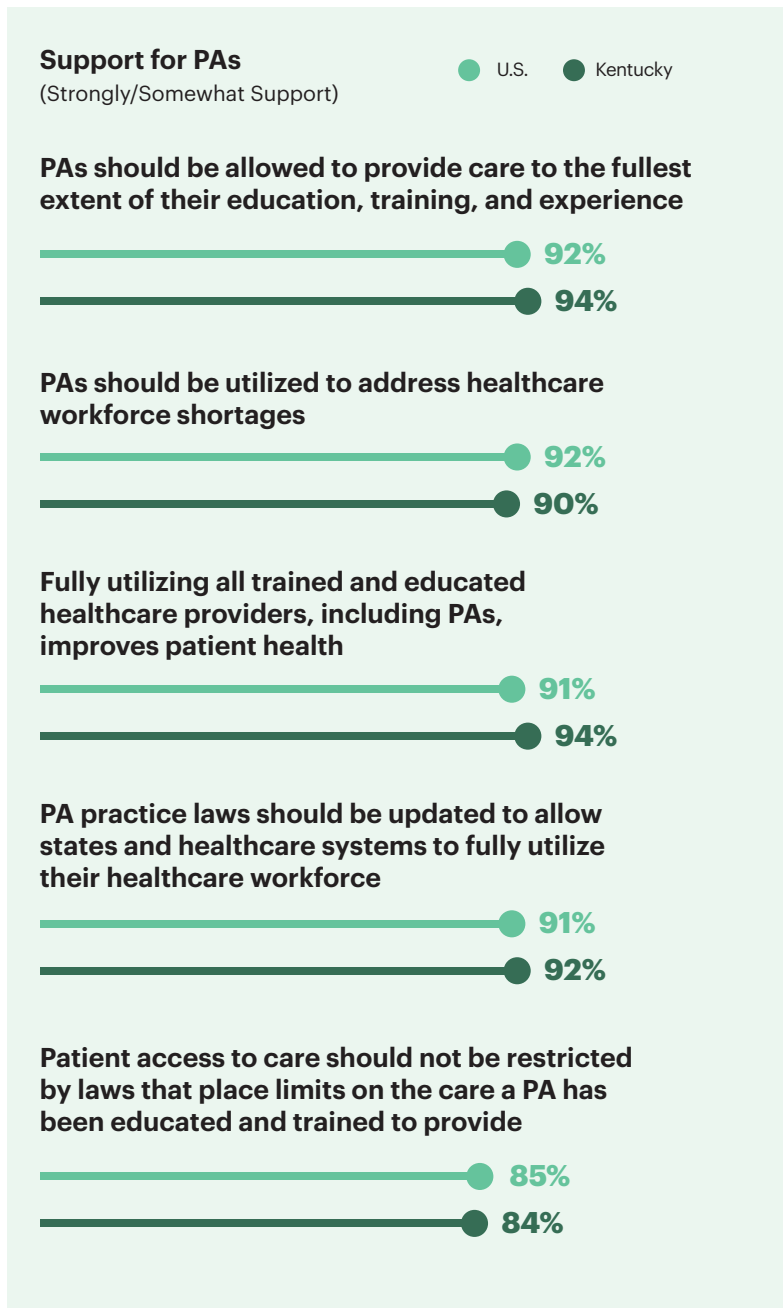 Support for PAs
(Strongly/Somewhat Support)
U.S.
Kentucky
PAs should be allowed to provide care to the fullest
extent of their education, training, and experience
92%
94%
PAs should be utilized to address healthcare
workforce shortages
92%
90%
Fully utilizing all trained and educated
healthcare providers, including PAs,
improves patient health
91%
94%
PA practice laws should be updated to allow
states and healthcare systems to fully utilize
their healthcare workforce
91%
92%
Patient access to care should not be restricted
by laws that place limits on the care a PA has
been educated and trained to provide
85%
84%